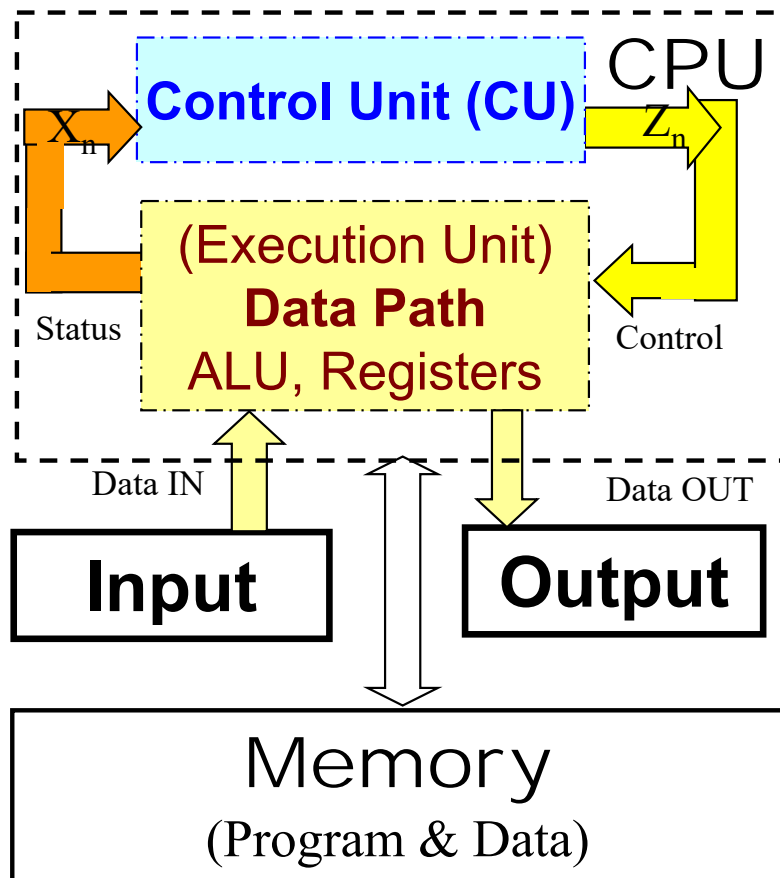 CPU
Control Unit (CU)
Xn
Zn
(Execution Unit)
Data Path
ALU, Registers
Status
Control
Data IN
Data OUT
Input
Output
Memory
(Program & Data)